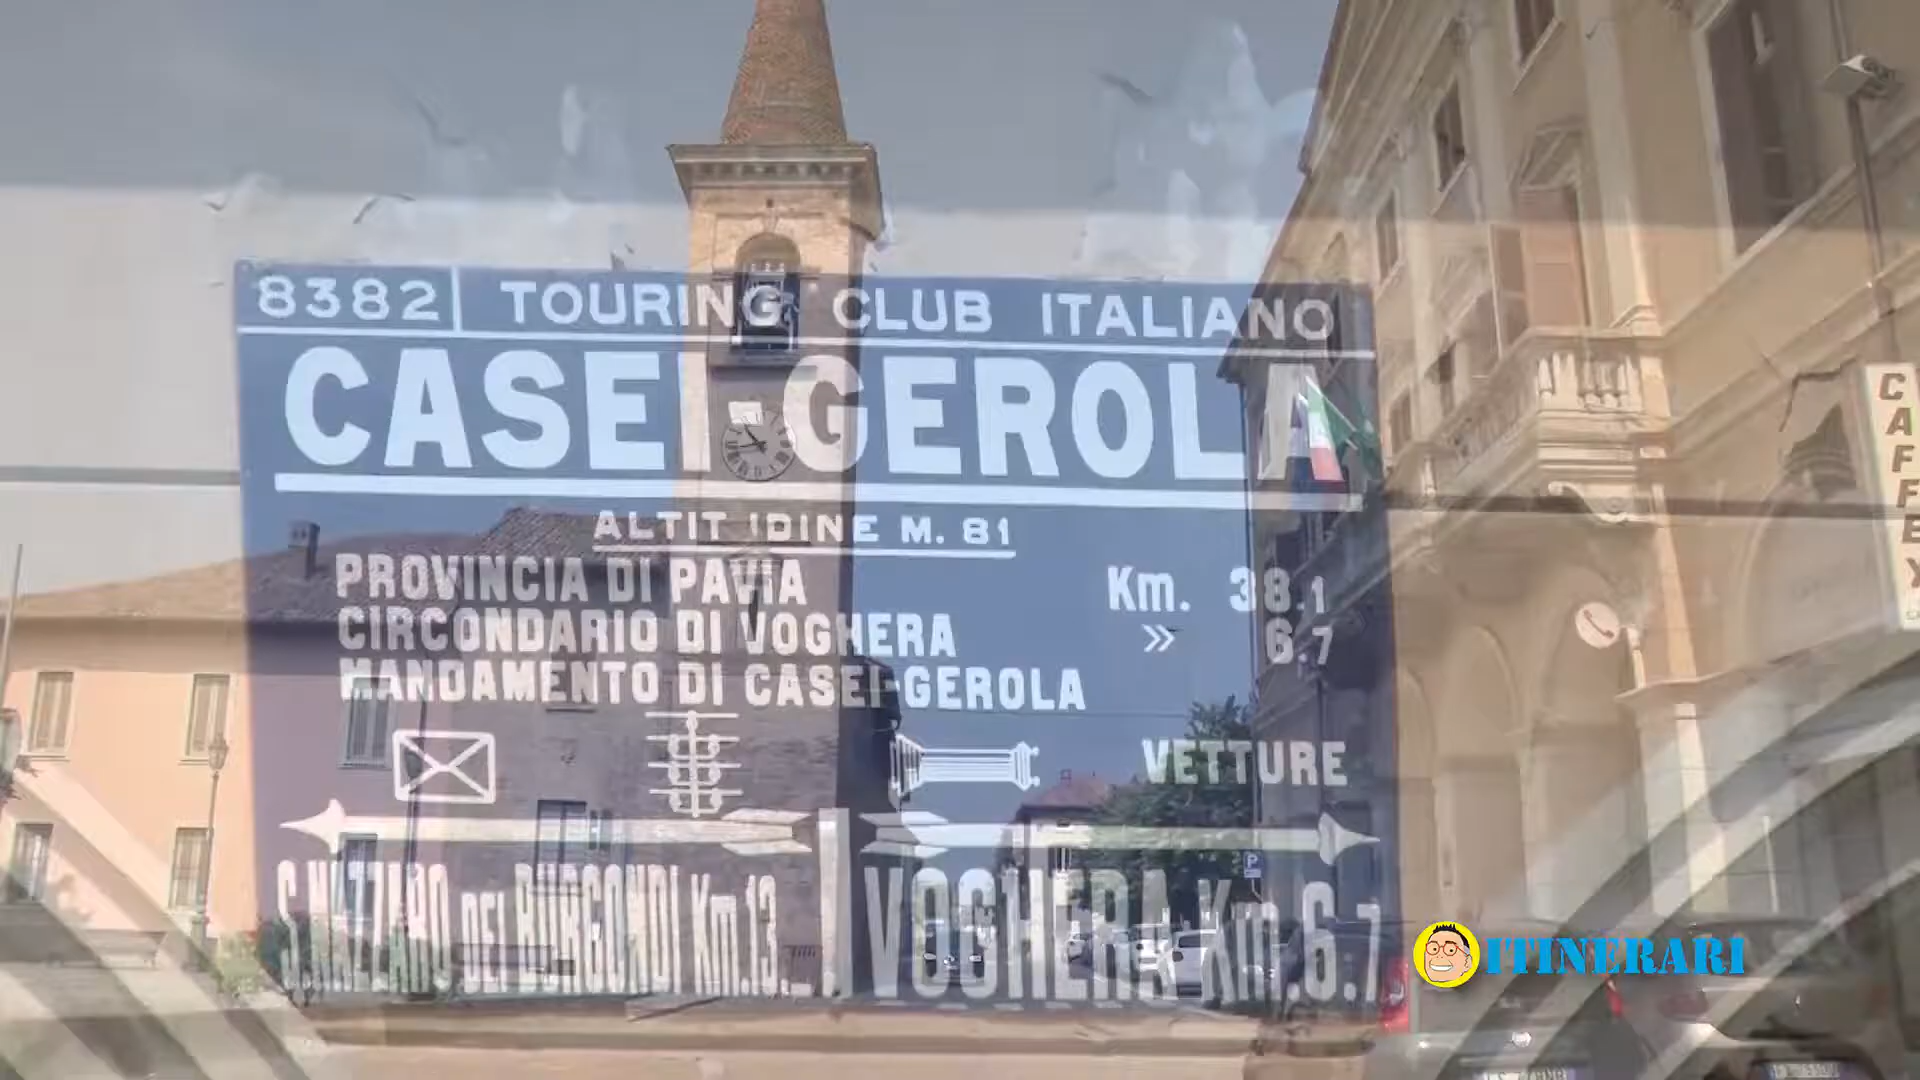 8382 TOURING CLUB ITALIANO
CASEI-GEROLA
ALTITUDINE M. 81
PROVINCIA DI PAVIA Km. 38.1
CIRCONDARIO DI VOGHERA » 6.7
MANDAMENTO DI CASEI-GEROLA
VETTURE
S. NAZZARO DEI BURGONDI Km. 13.
VOGHERA Km. 6.7
CAFFE
P
ITINERARI